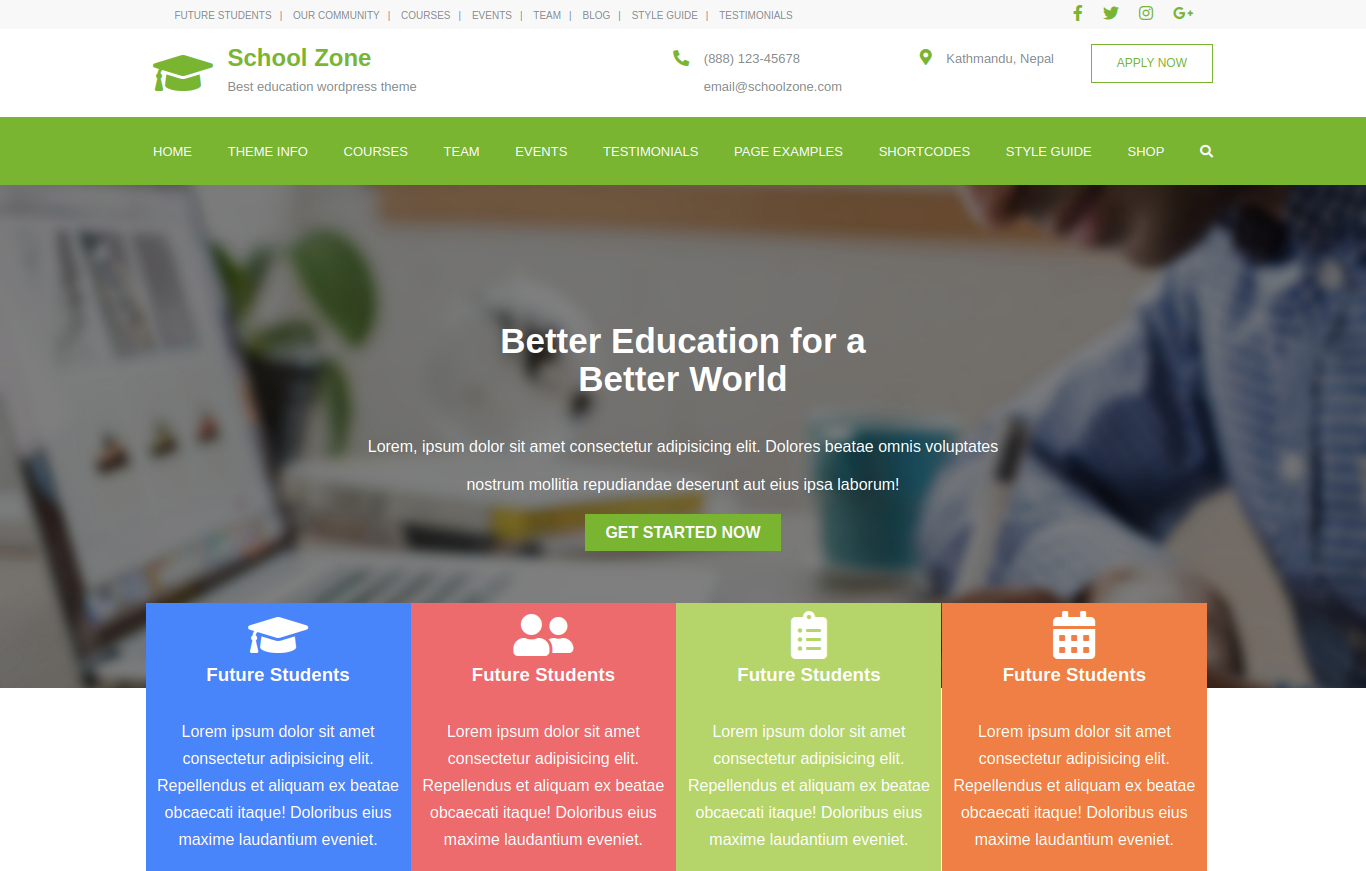 FUTURE STUDENTS | OUR COMMUNITY | COURSES | EVENTS | TEAM | BLOG | STYLE GUIDE | TESTIMONIALS
School Zone
Best education wordpress theme
(888) 123-45678
email@schoolzone.com
Kathmandu, Nepal
APPLY NOW
HOME THEME INFO COURSES TEAM EVENTS TESTIMONIALS PAGE EXAMPLES SHORTCODES STYLE GUIDE SHOP
Better Education for a
Better World
Lorem, ipsum dolor sit amet consectetur adipisicing elit. Dolores beatae omnis voluptates
nostrum mollitia repudiandae deserunt aut eius ipsa laborum!
GET STARTED NOW
Future Students
Lorem ipsum dolor sit amet
consectetur adipisicing elit.
Repellendus et aliquam ex beatae
obcaecati itaque! Doloribus eius
maxime laudantium eveniet.
Future Students
Lorem ipsum dolor sit amet
consectetur adipisicing elit.
Repellendus et aliquam ex beatae
obcaecati itaque! Doloribus eius
maxime laudantium eveniet.
Future Students
Lorem ipsum dolor sit amet
consectetur adipisicing elit.
Repellendus et aliquam ex beatae
obcaecati itaque! Doloribus eius
maxime laudantium eveniet.
Future Students
Lorem ipsum dolor sit amet
consectetur adipisicing elit.
Repellendus et aliquam ex beatae
obcaecati itaque! Doloribus eius
maxime laudantium eveniet.